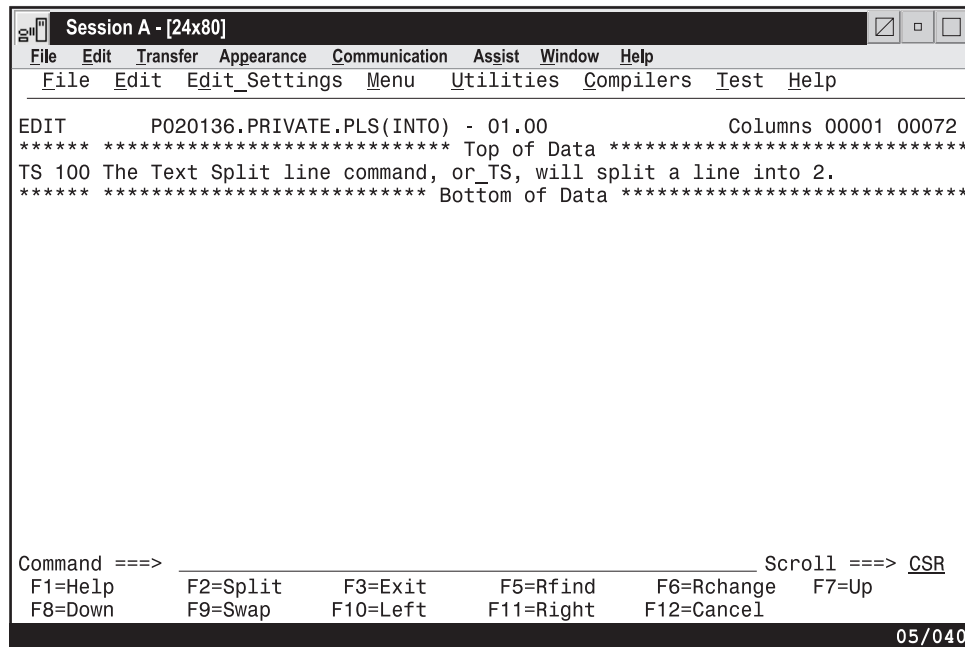 Session A - [24x80]
File Edit Transfer Appearance Communication Assist Window Help
File Edit Edit_Settings Menu Utilities Compilers Test Help
EDIT PO20136.PRIVATE.PLS(INTO) - 01.00 Columns 00001 00072
****** ***************************** Top of Data ******************************
TS 100 The Text Split line command, or_TS, will split a line into 2.
****** *************************** Bottom of Data *****************************
Command ===> Scroll ===> CSR
F1=Help F2=Split F3=Exit F5=Rfind F6=Rchange F7=Up
F8=Down F9=Swap F10=Left F11=Right F12=Cancel
05/040